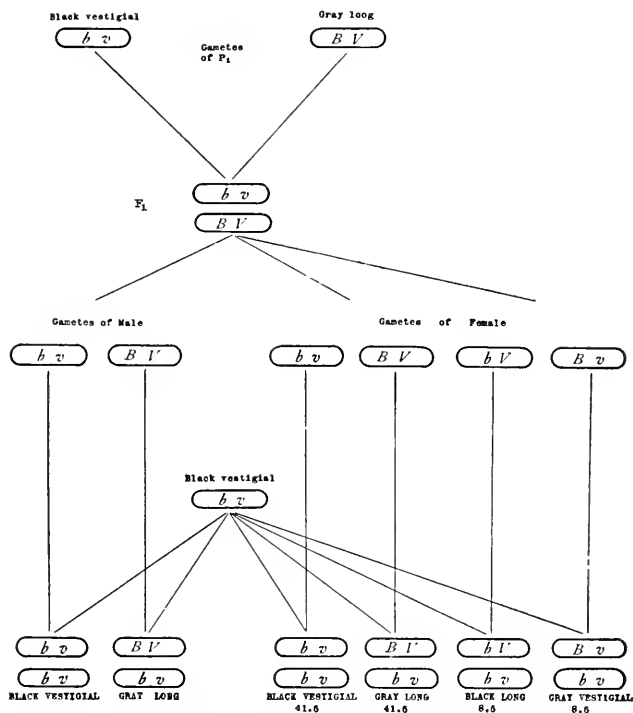 Black vestigial
Gray loog
b v
Gametes
of P1
B V
F1
b v
B V
Gametes of Male
Gametes of Female
b v
B V
b v
B V
b V
B v
Black vestigial
b v
b v
B V
b v
B V
b V
B v
b v
b v
b v
b v
b v
b v
BLACK VESTIGIAL
GRAY LONG
BLACK VESTIGIAL
GRAY LONG
BLACK LONG
GRAY VESTIGIAL
41.5
41.5
8.5
8.5